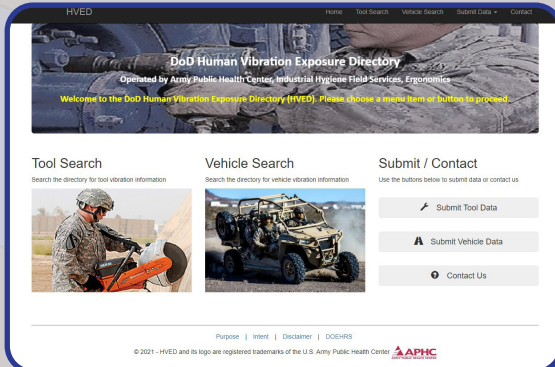 HVED
Home Tool Search Vehicle Search Submit Data Contact
DoD Human Vibration Exposure Directory
Operated by Army Public Health Center, Industrial Hygiene Field Services, Ergonomics
Welcome to the DoD Human Vibration Exposure Directory (HVED). Please choose a menu item or button to proceed.
Tool Search
Search the directory for tool vibration information
Vehicle Search
Search the directory for vehicle vibration information
Submit / Contact
Use the buttons below to submit data or contact us
Submit Tool Data
Submit Vehicle Data
Contact Us
Purpose | Intent | Disclaimer | DOEHRS
© 2021 - HVED and its logo are registered trademarks of the U.S. Army Public Health Center APHC
ARMY PUBLIC HEALTH CENTER